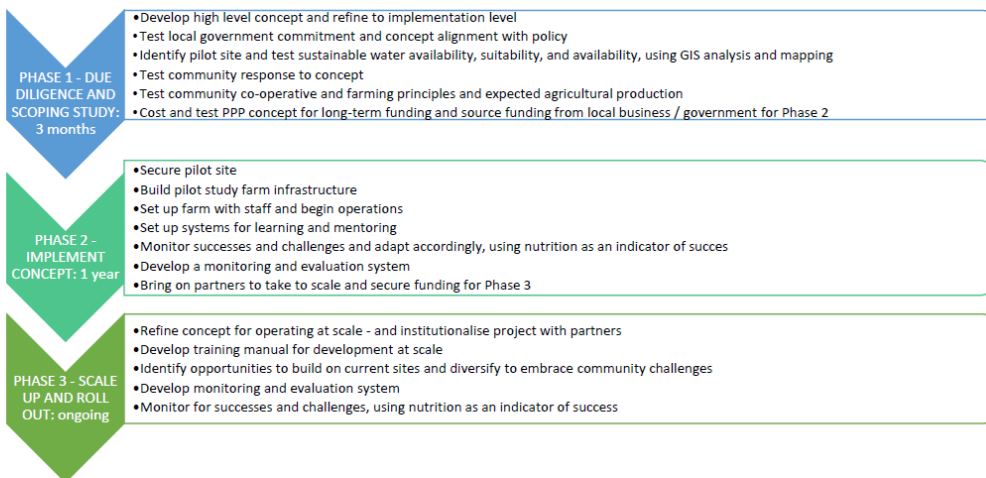 PHASE 1 - DUE
DILIGENCE AND
SCOPING STUDY:
3 months
•Develop high level concept and refine to implementation level
•Test local government commitment and concept alignment with policy
•Identify pilot site and test sustainable water availability, suitability, and availability, using GIS analysis and mapping
•Test community response to concept
•Test community co-operative and farming principles and expected agricultural production
•Cost and test PPP concept for long-term funding and source funding from local business / government for Phase 2
PHASE 2 -
IMPLEMENT
CONCEPT: 1 year
•Secure pilot site
•Build pilot study farm infrastructure
•Set up farm with staff and begin operations
•Set up systems for learning and mentoring
•Monitor successes and challenges and adapt accordingly, using nutrition as an indicator of succes
•Develop a monitoring and evaluation system
•Bring on partners to take to scale and secure funding for Phase 3
PHASE 3 - SCALE
UP AND ROLL
OUT: ongoing
•Refine concept for operating at scale - and institutionalise project with partners
•Develop training manual for development at scale
•Identify opportunities to build on current sites and diversify to embrace community challenges
•Develop monitoring and evaluation system
•Monitor for successes and challenges, using nutrition as an indicator of success